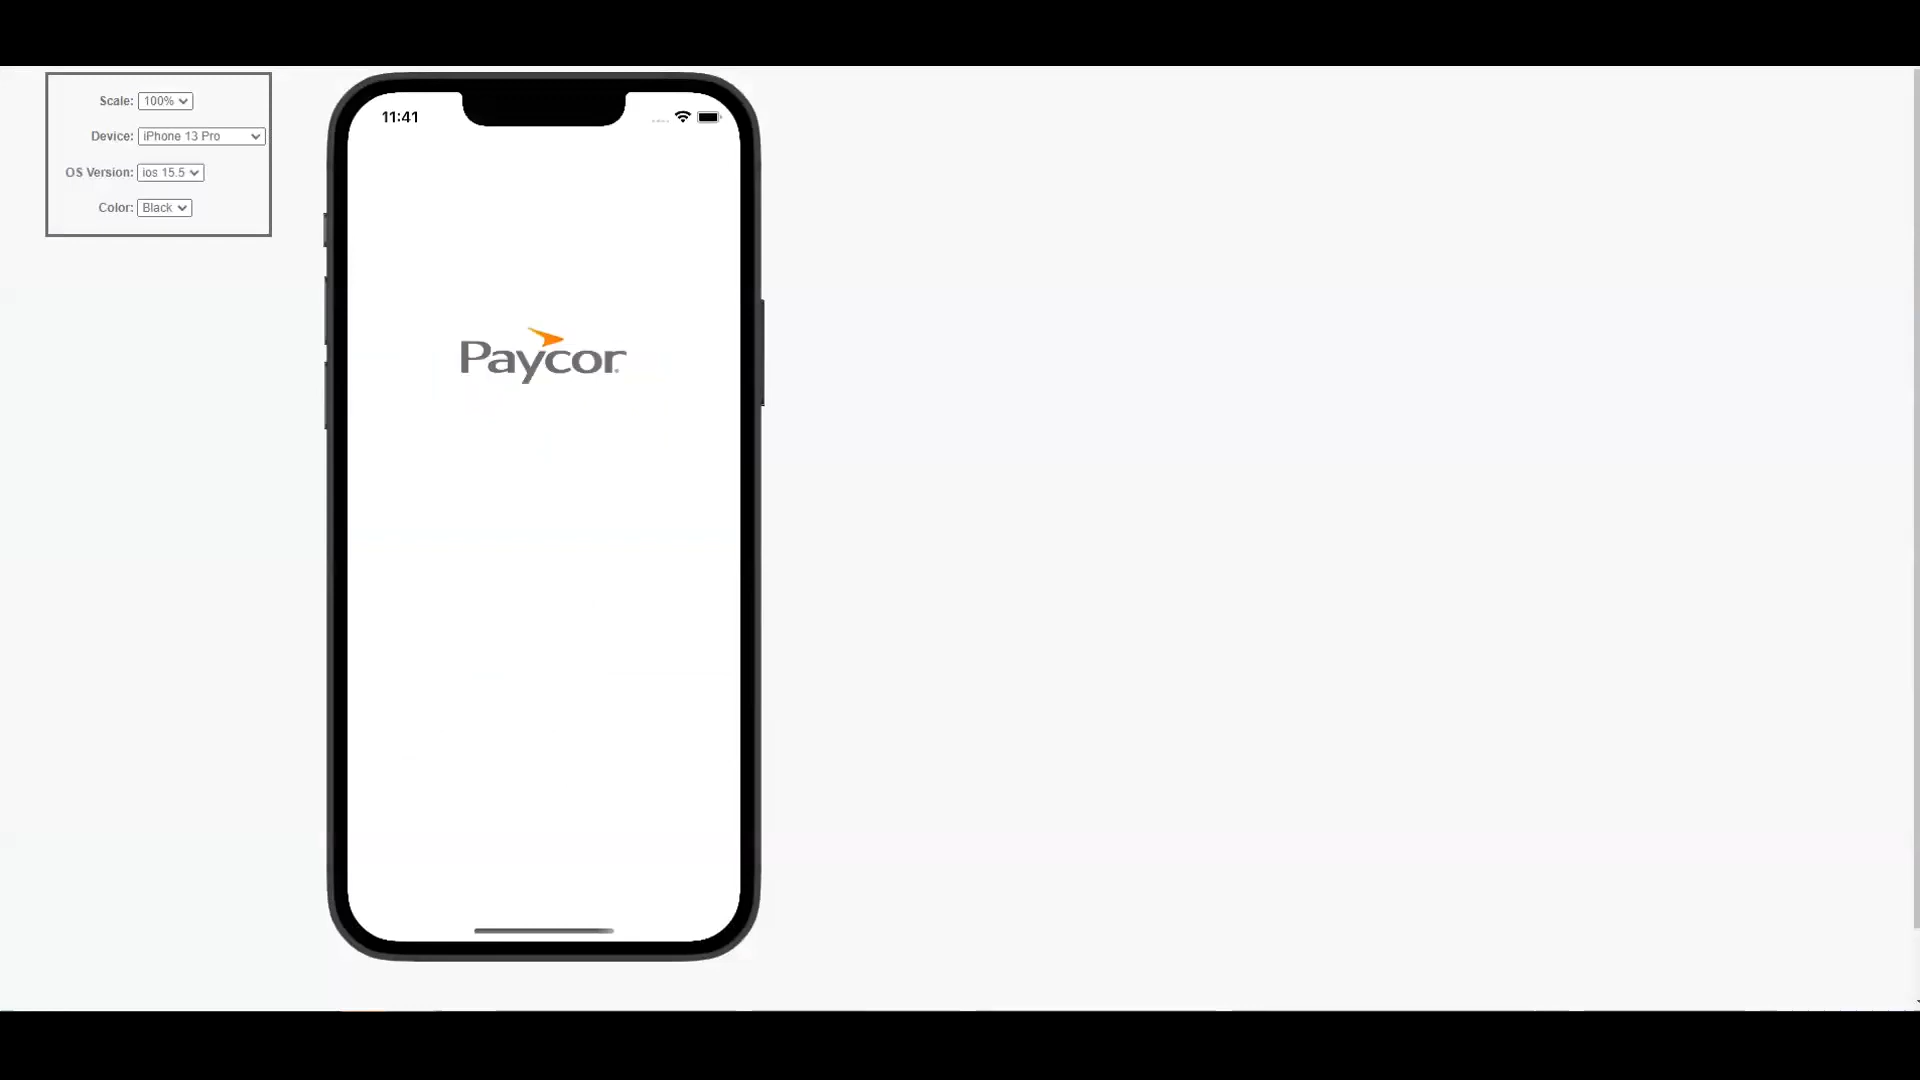 Scale: 100%
Device: iPhone 13 Pro
OS Version: ios 15.5
Color: Black
11:41
Paycor